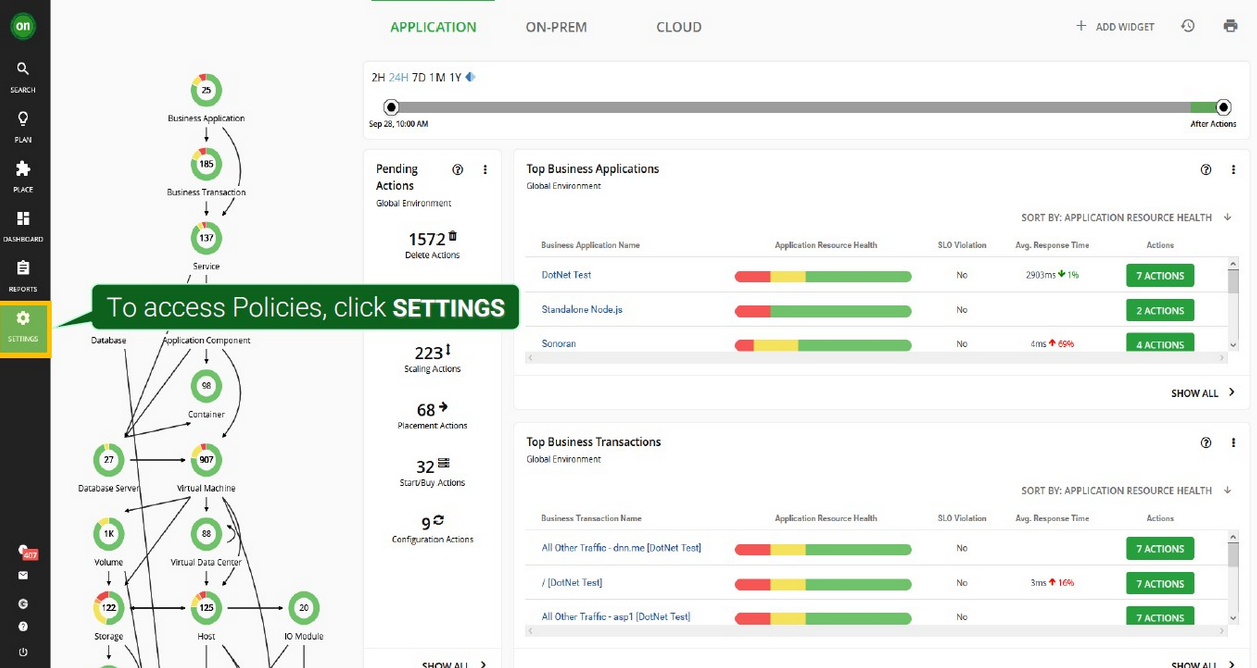 on
SEARCH
PLAN
PLACE
DASHBOARD
REPORTS
SETTINGS
407
25
Business Application
185
Business Transaction
137
Service
To access Policies, click SETTINGS
Database
Application Component
98
Container
27
Database Server
907
Virtual Machine
1K
Volume
88
Virtual Data Center
122
Storage
125
Host
20
IO Module
APPLICATION
ON-PREM
CLOUD
ADD WIDGET
2H 24H 7D 1M 1Y
Sep 28, 10:00 AM
After Actions
Pending
Actions
Global Environment
1572
Delete Actions
223
Scaling Actions
68
Placement Actions
32
Start/Buy Actions
9
Configuration Actions
SHOW ALL
Top Business Applications
Global Environment
SORT BY: APPLICATION RESOURCE HEALTH
Business Application Name Application Resource Health SLO Violation Avg. Response Time Actions
DotNet Test No 2903ms 1% 7 ACTIONS
Standalone Node.js No 2 ACTIONS
Sonoran No 4ms 69% 4 ACTIONS
SHOW ALL
Top Business Transactions
Global Environment
SORT BY: APPLICATION RESOURCE HEALTH
Business Transaction Name Application Resource Health SLO Violation Avg. Response Time Actions
All Other Traffic - dnn.me [DotNet Test] No 7 ACTIONS
/ [DotNet Test] No 3ms 16% 7 ACTIONS
All Other Traffic - asp1 [DotNet Test] No 7 ACTIONS
SHOW ALL